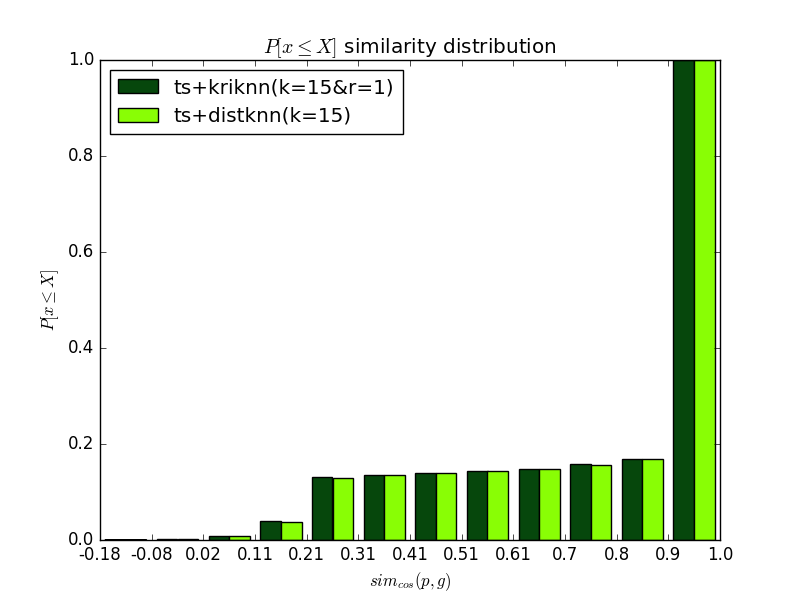 P[x ≤ X] similarity distribution
ts+kriknn(k=15&r=1)
ts+distknn(k=15)
1.0
0.8
0.6
0.4
0.2
0.0
P[x ≤ X]
-0.18 -0.08 0.02 0.11 0.21 0.31 0.41 0.51 0.61 0.7 0.8 0.9 1.0
sim_cos(p, g)